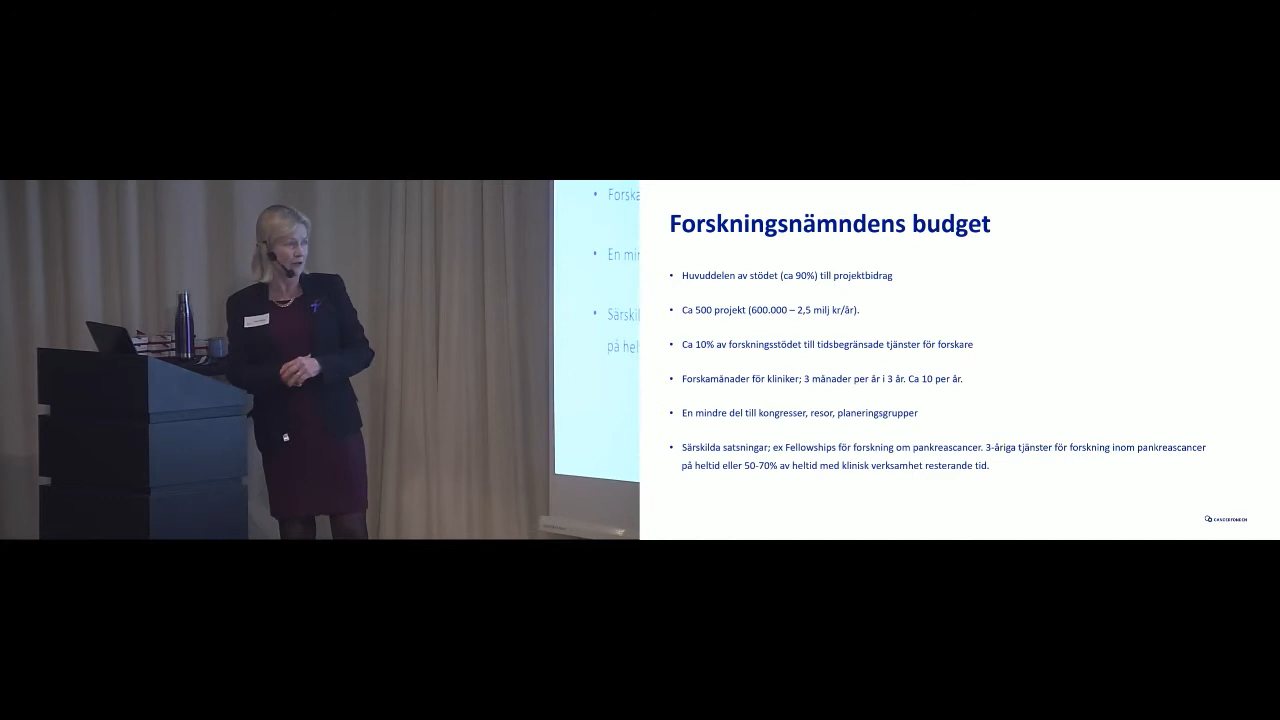 • Forska
• En min
• Särskil
på hel
Forskningsnämndens budget
• Huvuddelen av stödet (ca 90%) till projektbidrag
• Ca 500 projekt (600.000 – 2,5 milj kr/år).
• Ca 10% av forskningsstödet till tidsbegränsade tjänster för forskare
• Forskamånader för kliniker; 3 månader per år i 3 år. Ca 10 per år.
• En mindre del till kongresser, resor, planeringsgrupper
• Särskilda satsningar; ex Fellowships för forskning om pankreascancer. 3-åriga tjänster för forskning inom pankreascancer
på heltid eller 50-70% av heltid med klinisk verksamhet resterande tid.
CANCERFONDEN